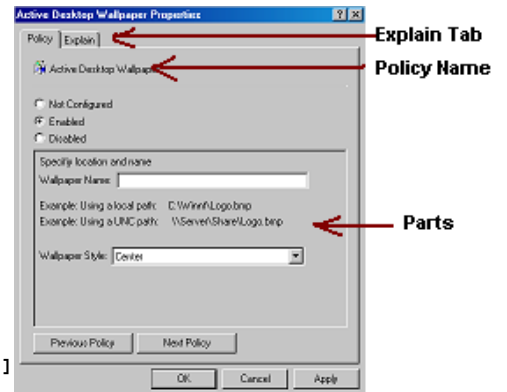 Active Desktop Wallpaper Properties ? ×
Policy Explain
Explain Tab
Active Desktop Wallpaper
Policy Name
Not Configured
Enabled
Disabled
Specify location and name
Wallpaper Name:
Example: Using a local path: C:\Winnt\Logo.bmp
Example: Using a UNC path: \\Server\Share\Logo.bmp
Parts
Wallpaper Style: Center
Previous Policy Next Policy
]
OK Cancel Apply